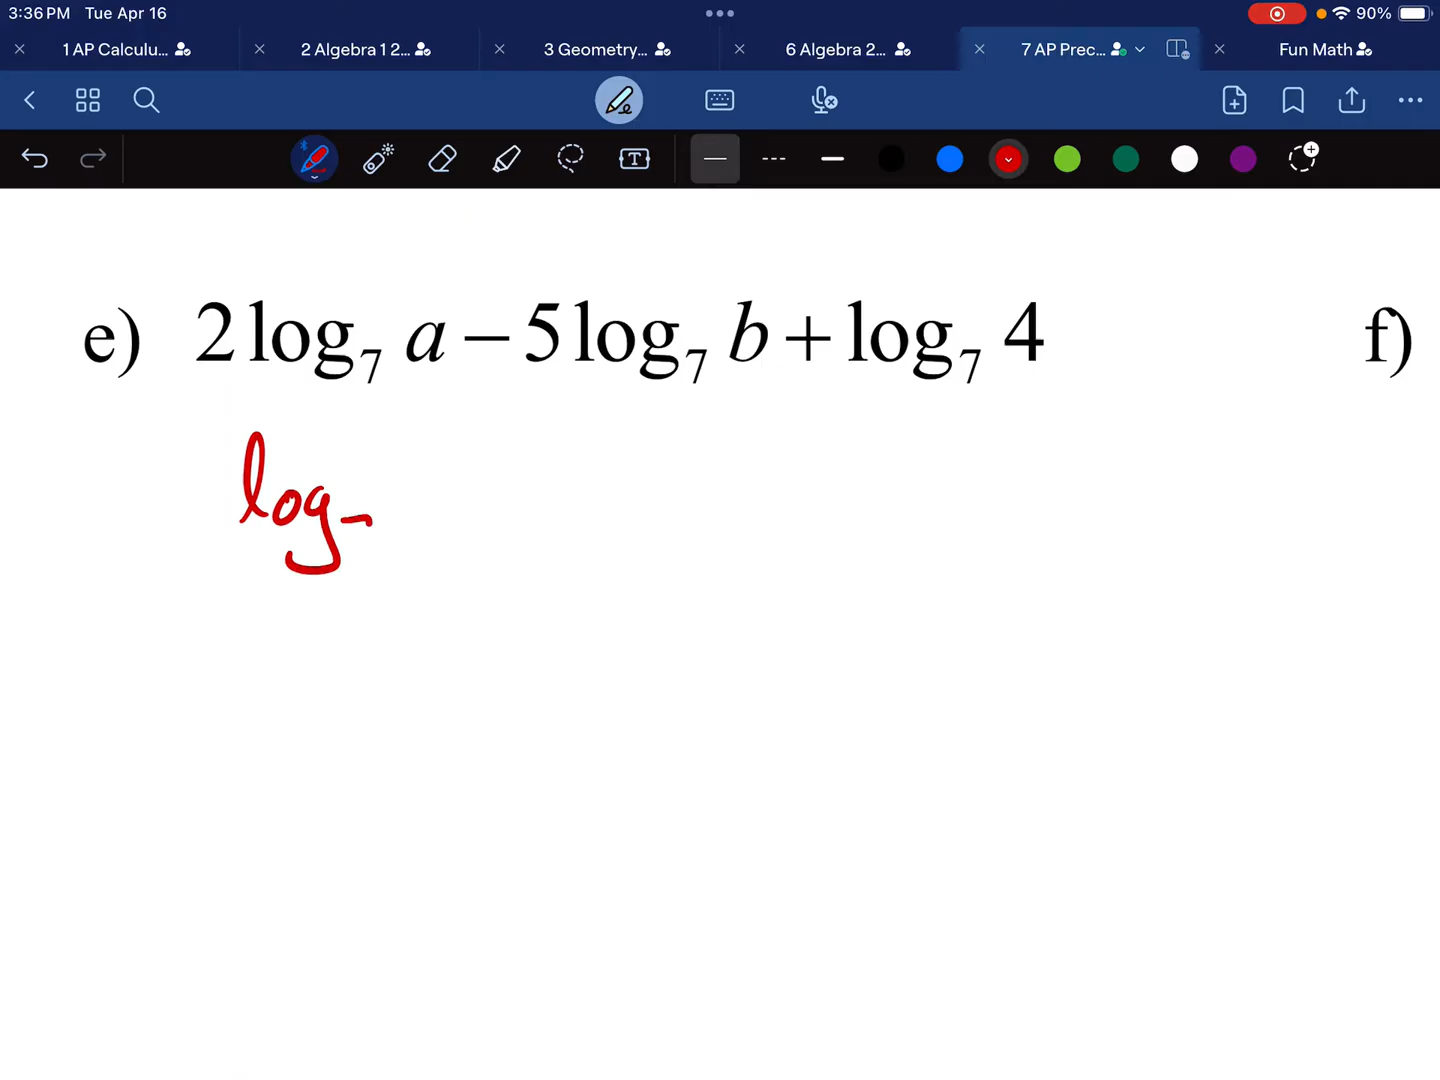 3:36 PM Tue Apr 16 90%
1 AP Calculu... 2 Algebra 1 2... 3 Geometry... 6 Algebra 2... 7 AP Prec... Fun Math
T
e) 2 log₇ a − 5 log₇ b + log₇ 4 f)
log